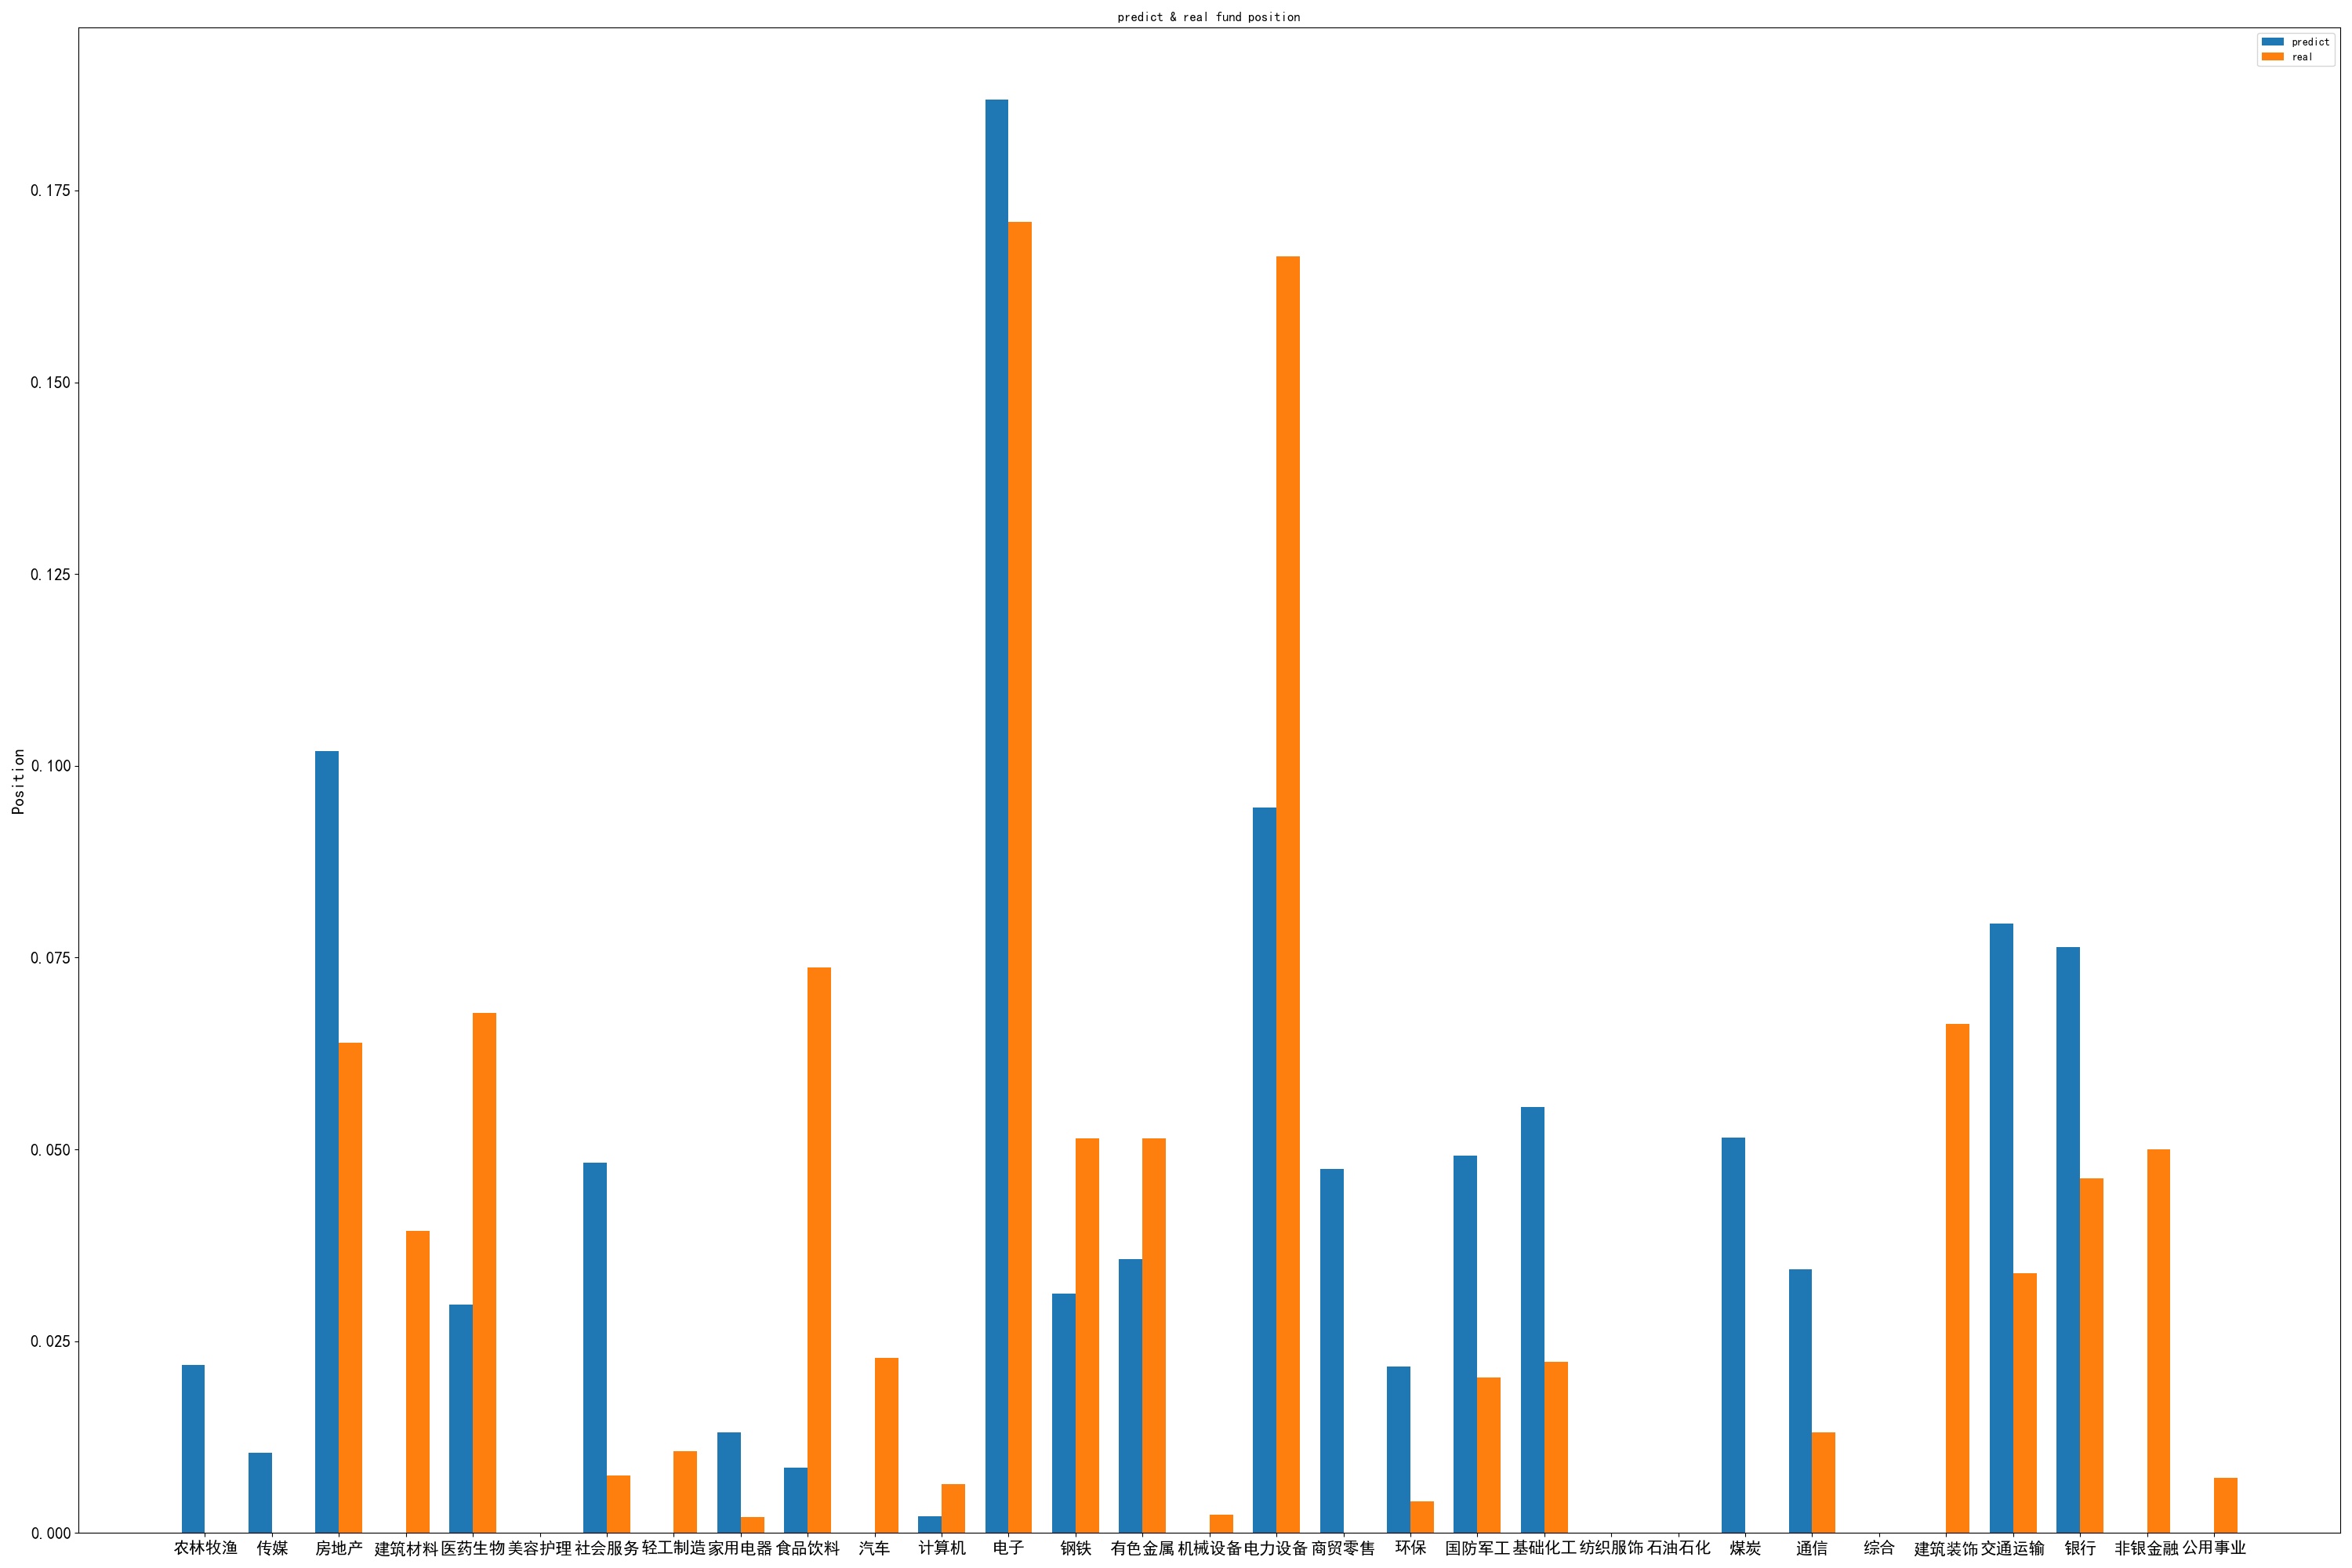 predict & real fund position
predict
real
Position
0.175
0.150
0.125
0.100
0.075
0.050
0.025
0.000
农林牧渔 传媒 房地产 建筑材料 医药生物 美容护理 社会服务 轻工制造 家用电器 食品饮料 汽车 计算机 电子 钢铁 有色金属 机械设备 电力设备 商贸零售 环保 国防军工 基础化工 纺织服饰 石油石化 煤炭 通信 综合 建筑装饰 交通运输 银行 非银金融 公用事业